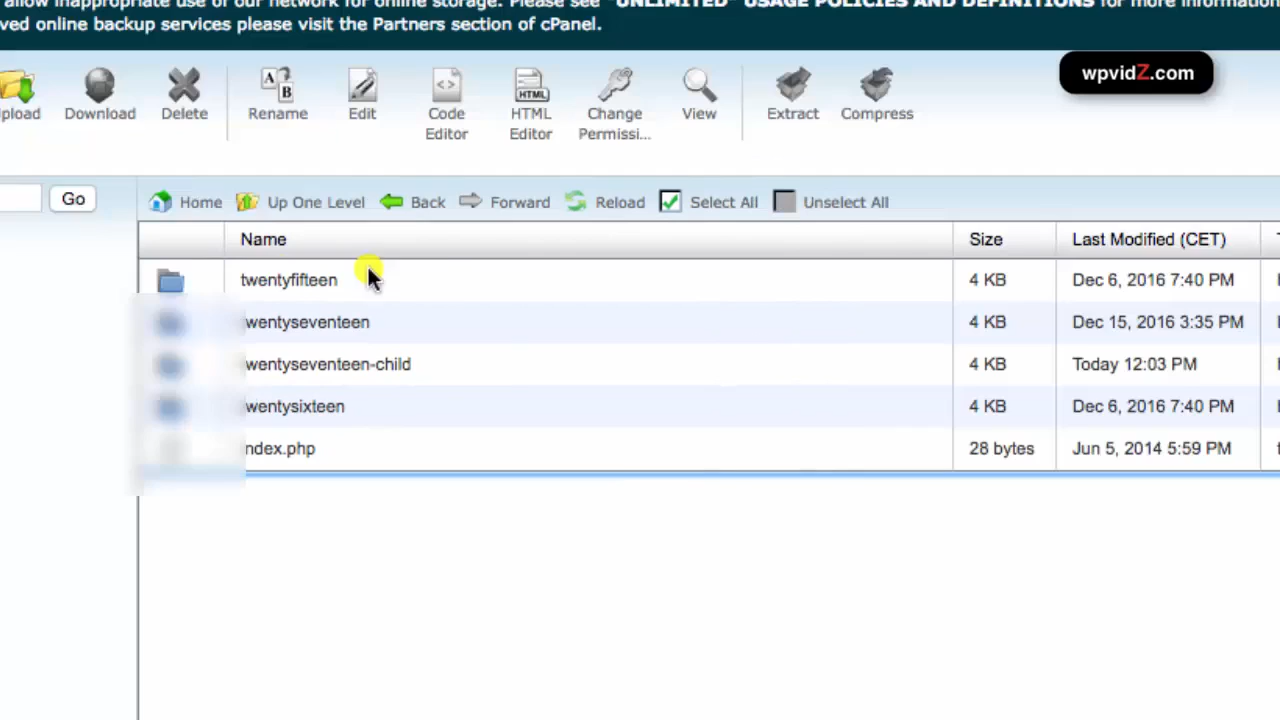 allow inappropriate use of our network for online storage. Please see "UNLIMITED" USAGE POLICIES AND DEFINITIONS for more information
ved online backup services please visit the Partners section of cPanel.
wpvidZ.com
pload Download Delete Rename Edit Code Editor HTML Editor Change Permissi... View Extract Compress
HTML
A B
Go Home Up One Level Back Forward Reload Select All Unselect All
Name Size Last Modified (CET)
twentyfifteen 4 KB Dec 6, 2016 7:40 PM
wentyseventeen 4 KB Dec 15, 2016 3:35 PM
wentyseventeen-child 4 KB Today 12:03 PM
wentysixteen 4 KB Dec 6, 2016 7:40 PM
ndex.php 28 bytes Jun 5, 2014 5:59 PM